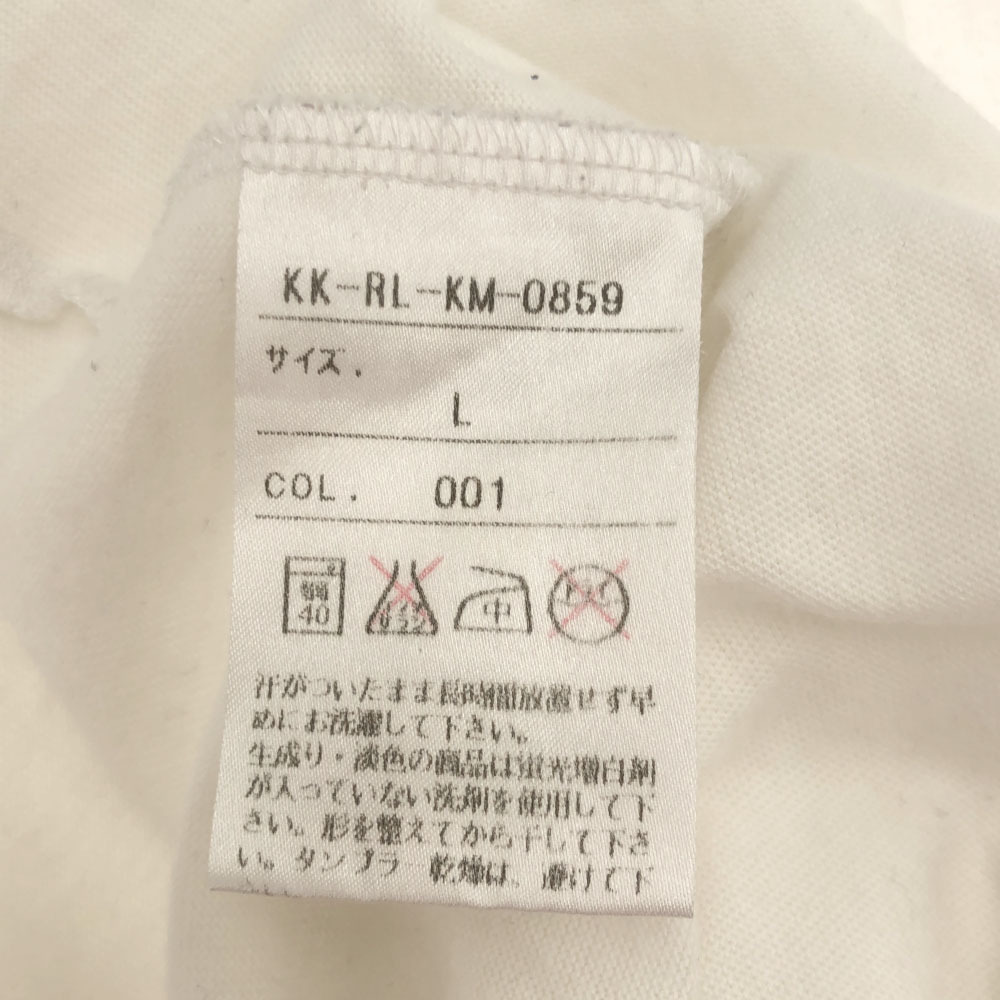 KK-RL-KM-0859
サイズ.
L
COL. 001
40 中
汗がついたまま長時間放置せず早
めにお洗濯して下さい。
生成り・淡色の商品は蛍光増白剤
が入っていない洗剤を使用して下
さい。形を整えてから干して下さ
い。タンブラー乾燥は、避けて下